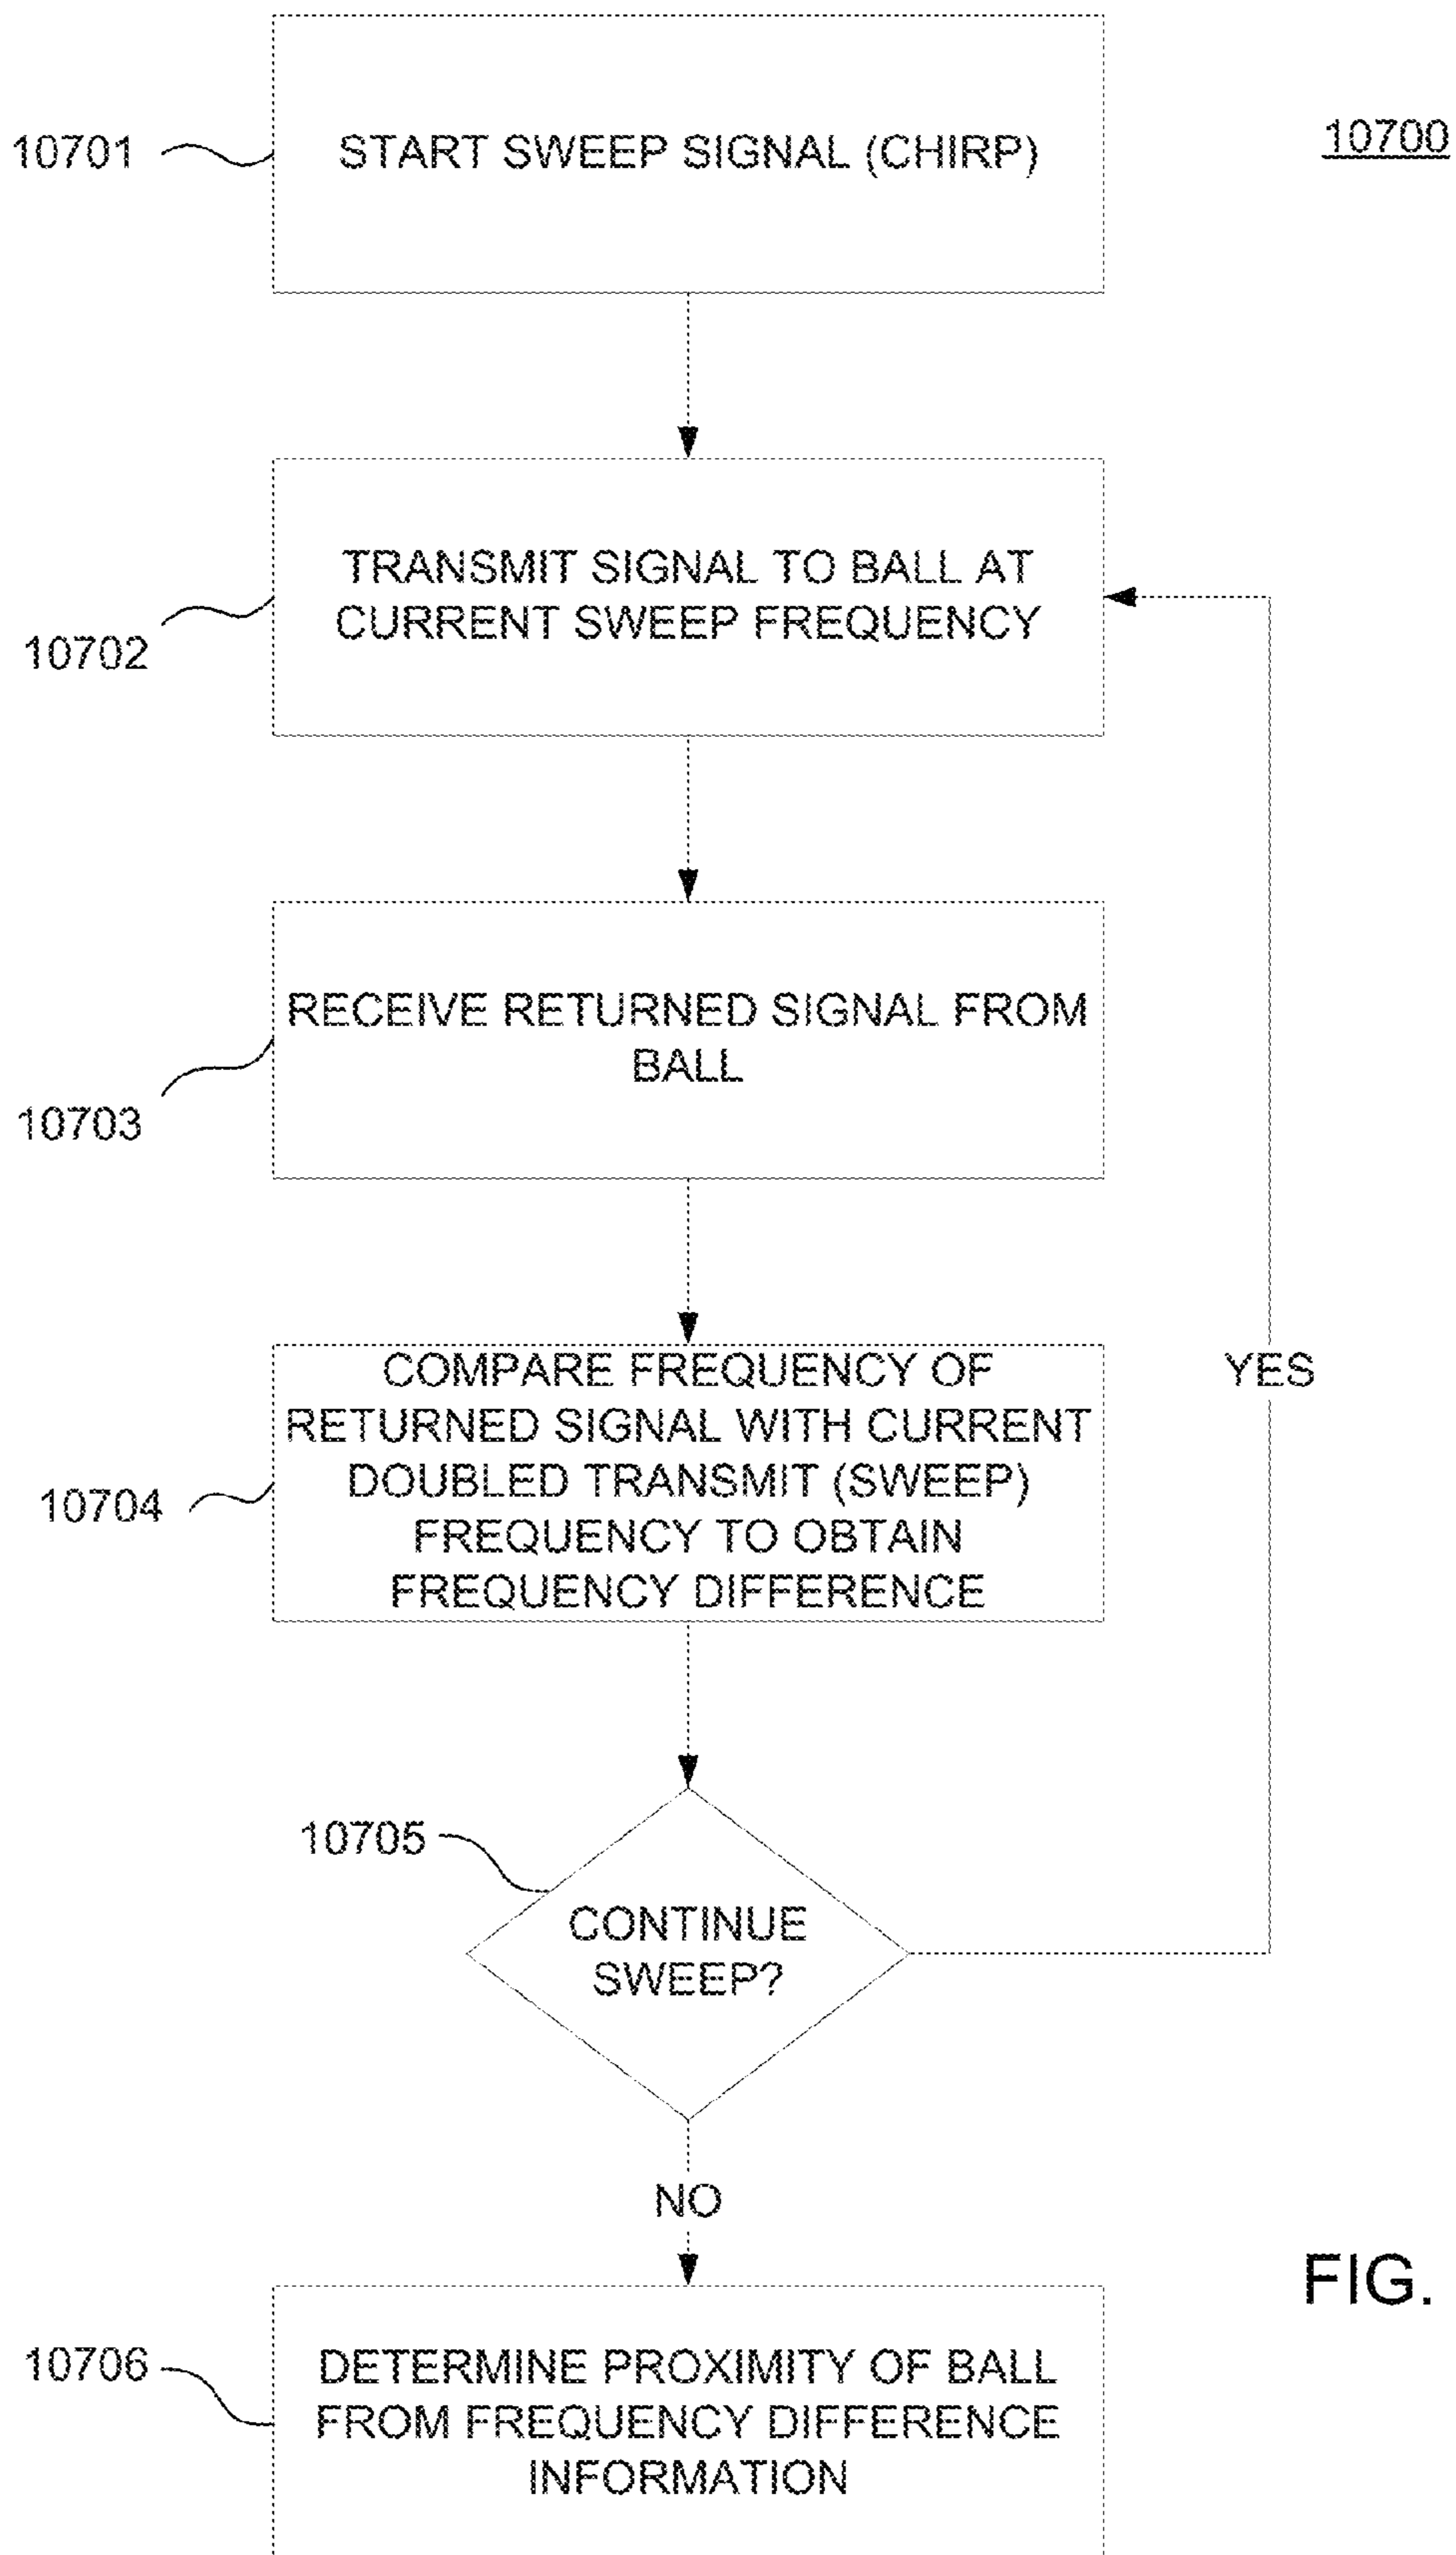 10700
10701
START SWEEP SIGNAL (CHIRP)
10702
TRANSMIT SIGNAL TO BALL AT
CURRENT SWEEP FREQUENCY
10703
RECEIVE RETURNED SIGNAL FROM
BALL
10704
COMPARE FREQUENCY OF
RETURNED SIGNAL WITH CURRENT
DOUBLED TRANSMIT (SWEEP)
FREQUENCY TO OBTAIN
FREQUENCY DIFFERENCE
YES
10705
CONTINUE
SWEEP?
NO
FIG.
10706
DETERMINE PROXIMITY OF BALL
FROM FREQUENCY DIFFERENCE
INFORMATION